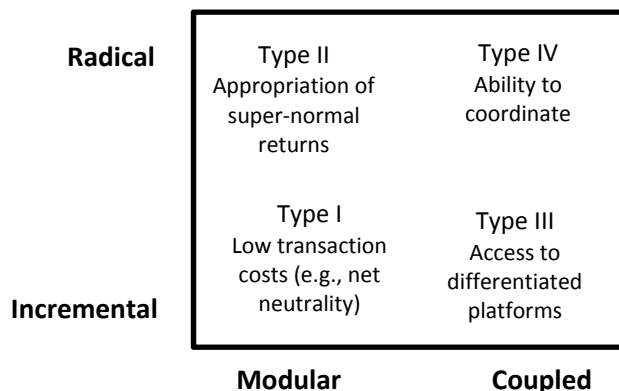 Radical
Type II
Appropriation of
super-normal
returns
Type IV
Ability to
coordinate
Type I
Low transaction
costs (e.g., net
neutrality)
Type III
Access to
differentiated
platforms
Incremental
Modular
Coupled